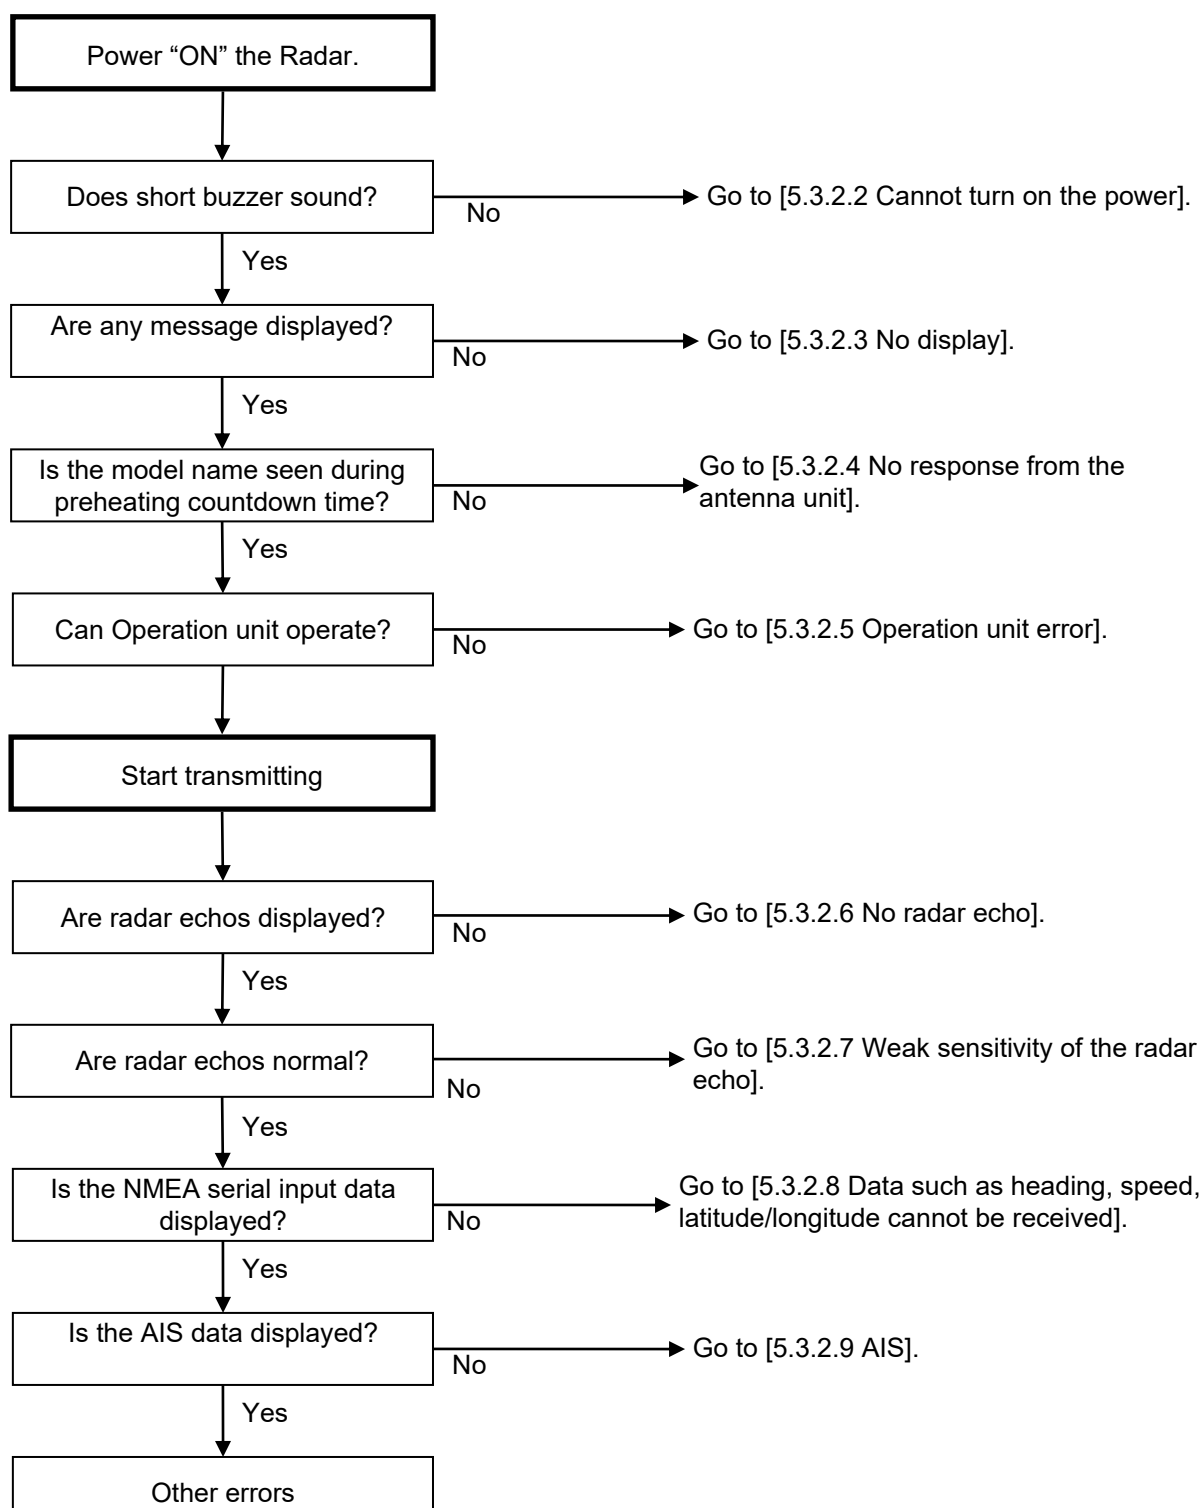 Power “ON” the Radar.
Does short buzzer sound?
No
Go to [5.3.2.2 Cannot turn on the power].
Yes
Are any message displayed?
No
Go to [5.3.2.3 No display].
Yes
Is the model name seen during
preheating countdown time?
No
Go to [5.3.2.4 No response from the
antenna unit].
Yes
Can Operation unit operate?
No
Go to [5.3.2.5 Operation unit error].
Start transmitting
Are radar echos displayed?
No
Go to [5.3.2.6 No radar echo].
Yes
Are radar echos normal?
No
Go to [5.3.2.7 Weak sensitivity of the radar
echo].
Yes
Is the NMEA serial input data
displayed?
No
Go to [5.3.2.8 Data such as heading, speed,
latitude/longitude cannot be received].
Yes
Is the AIS data displayed?
No
Go to [5.3.2.9 AIS].
Yes
Other errors